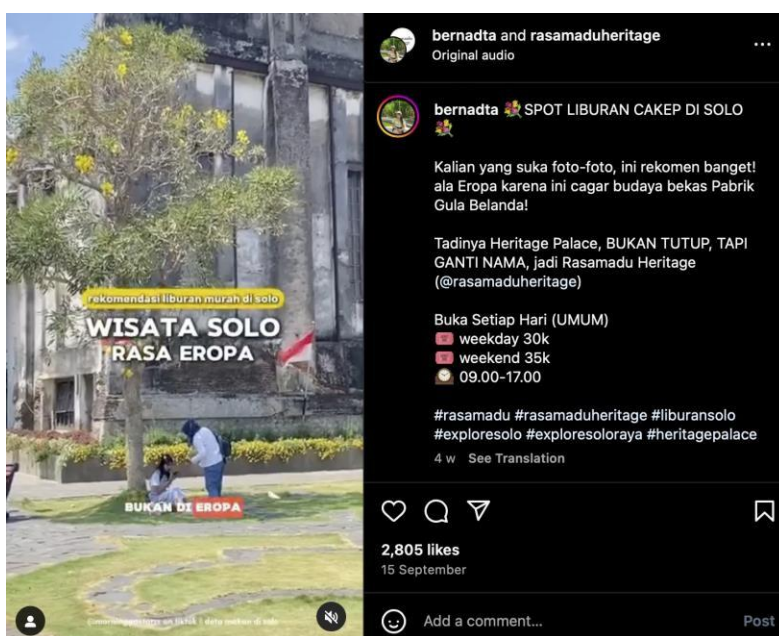 rekomendasi liburan murah di solo
WISATA SOLO
RASA EROPA
BUKAN DI EROPA
bernadta and rasamaduheritage
Original audio
bernadta 💐SPOT LIBURAN CAKEP DI SOLO
💐
Kalian yang suka foto-foto, ini rekomen banget!
ala Eropa karena ini cagar budaya bekas Pabrik
Gula Belanda!
Tadinya Heritage Palace, BUKAN TUTUP, TAPI
GANTI NAMA, jadi Rasamadu Heritage
(@rasamaduheritage)
Buka Setiap Hari (UMUM)
🎟️ weekday 30k
🎟️ weekend 35k
🕰️ 09.00-17.00
#rasamadu #rasamaduheritage #liburansolo
#exploresolo #exploresoloraya #heritagepalace
4 w See Translation
2,805 likes
15 September
Add a comment...
Post